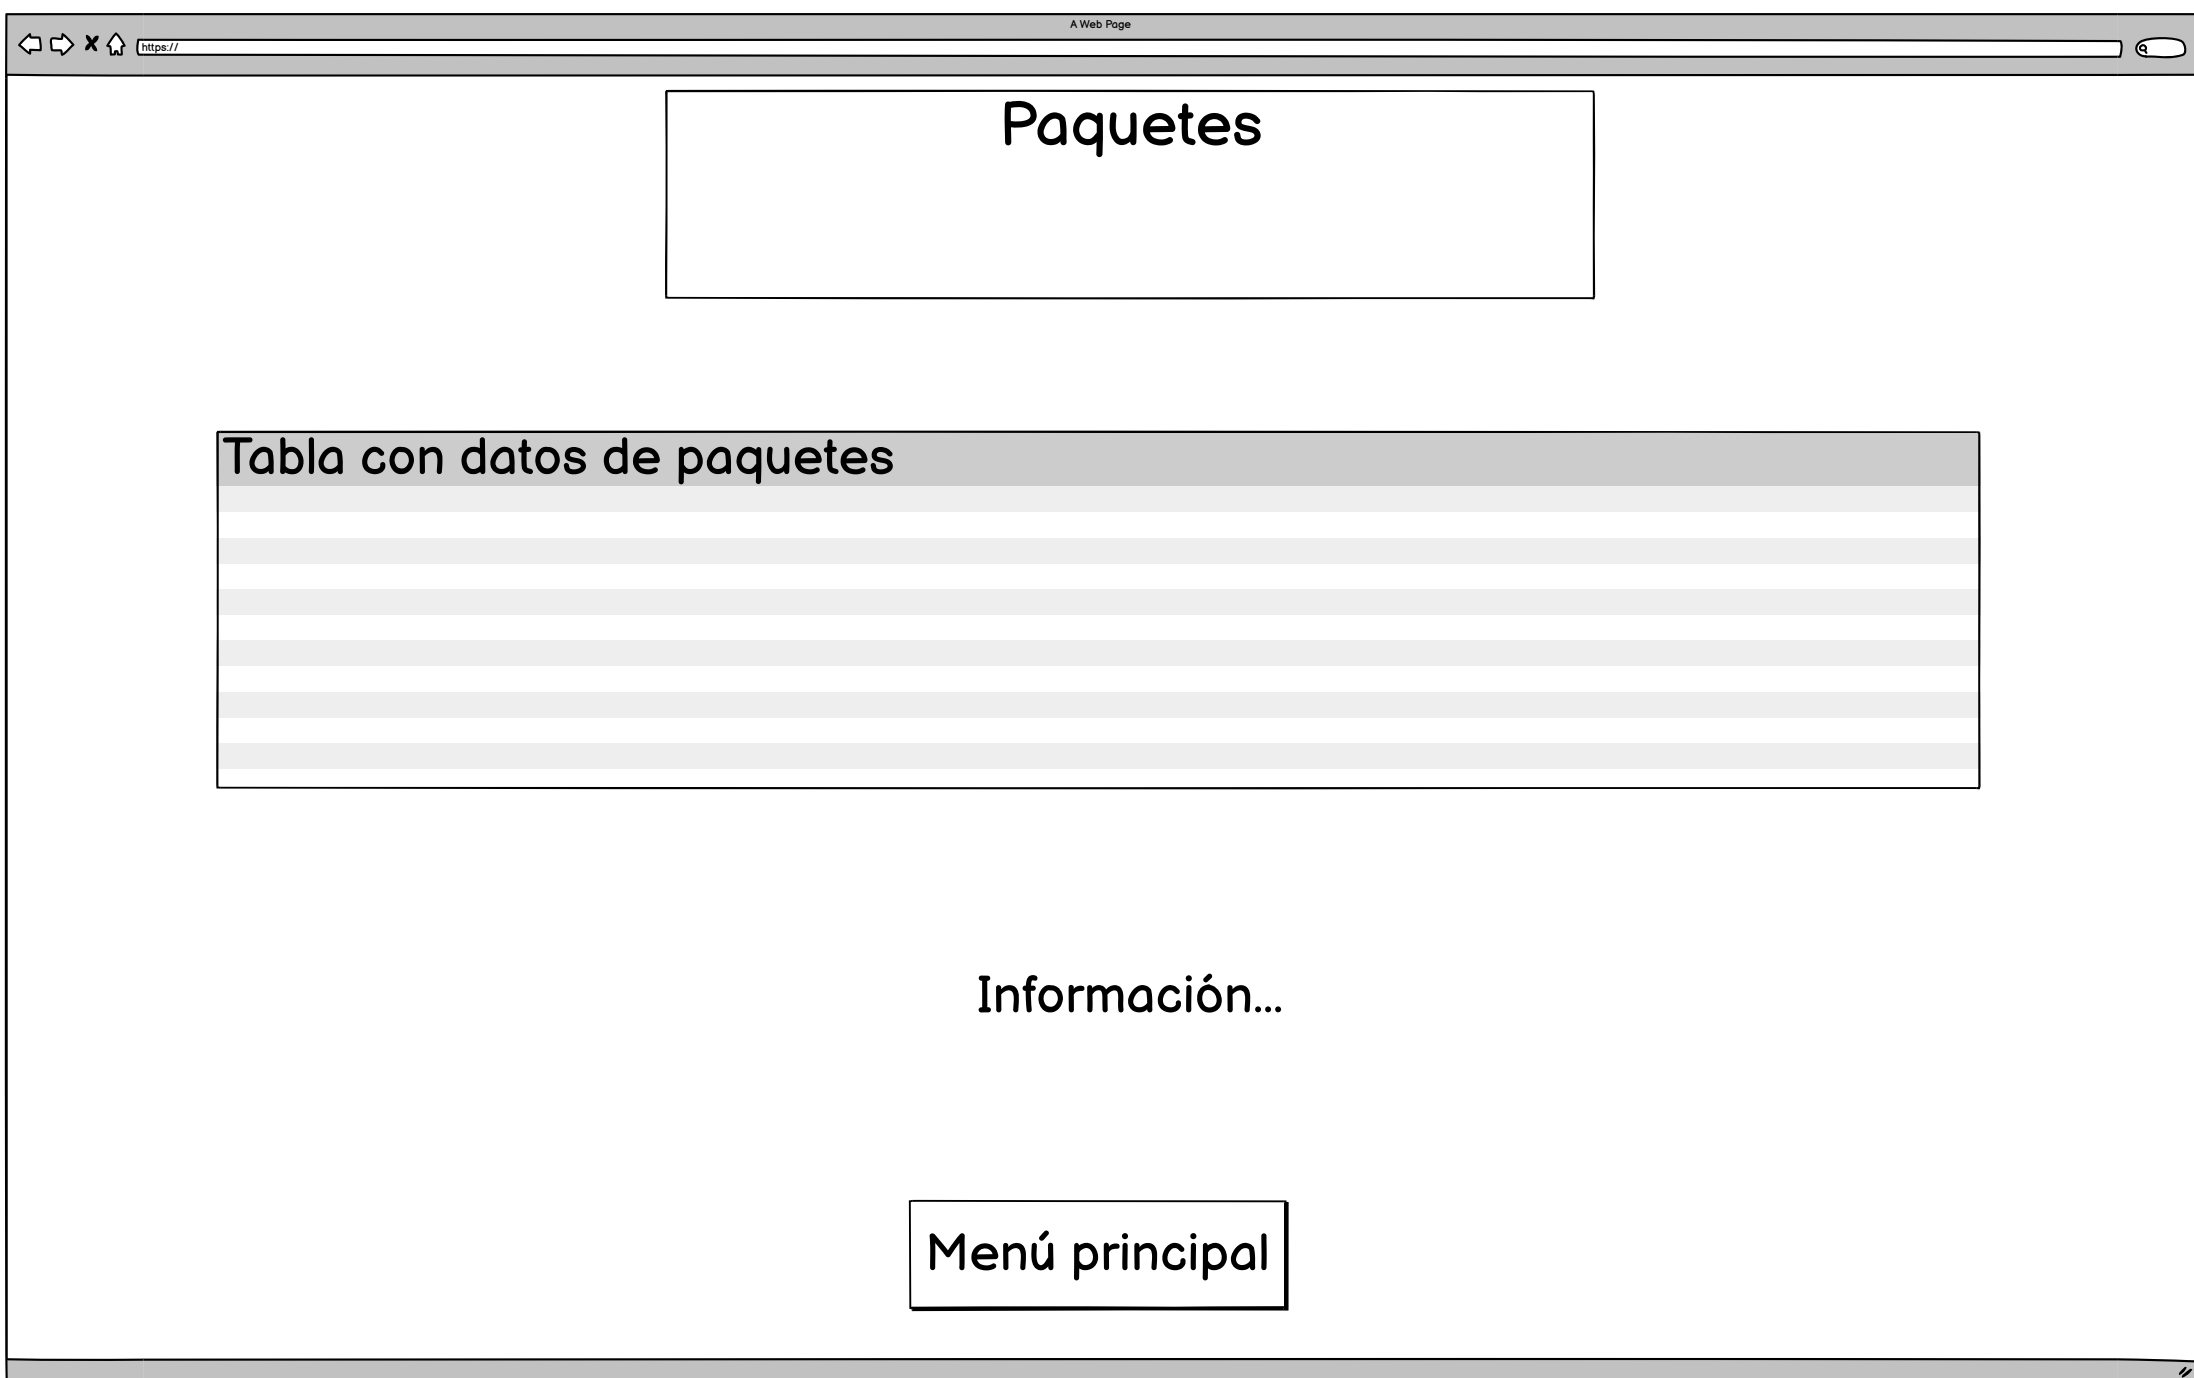 A Web Page
https://
Paquetes
Tabla con datos de paquetes
Información...
Menú principal